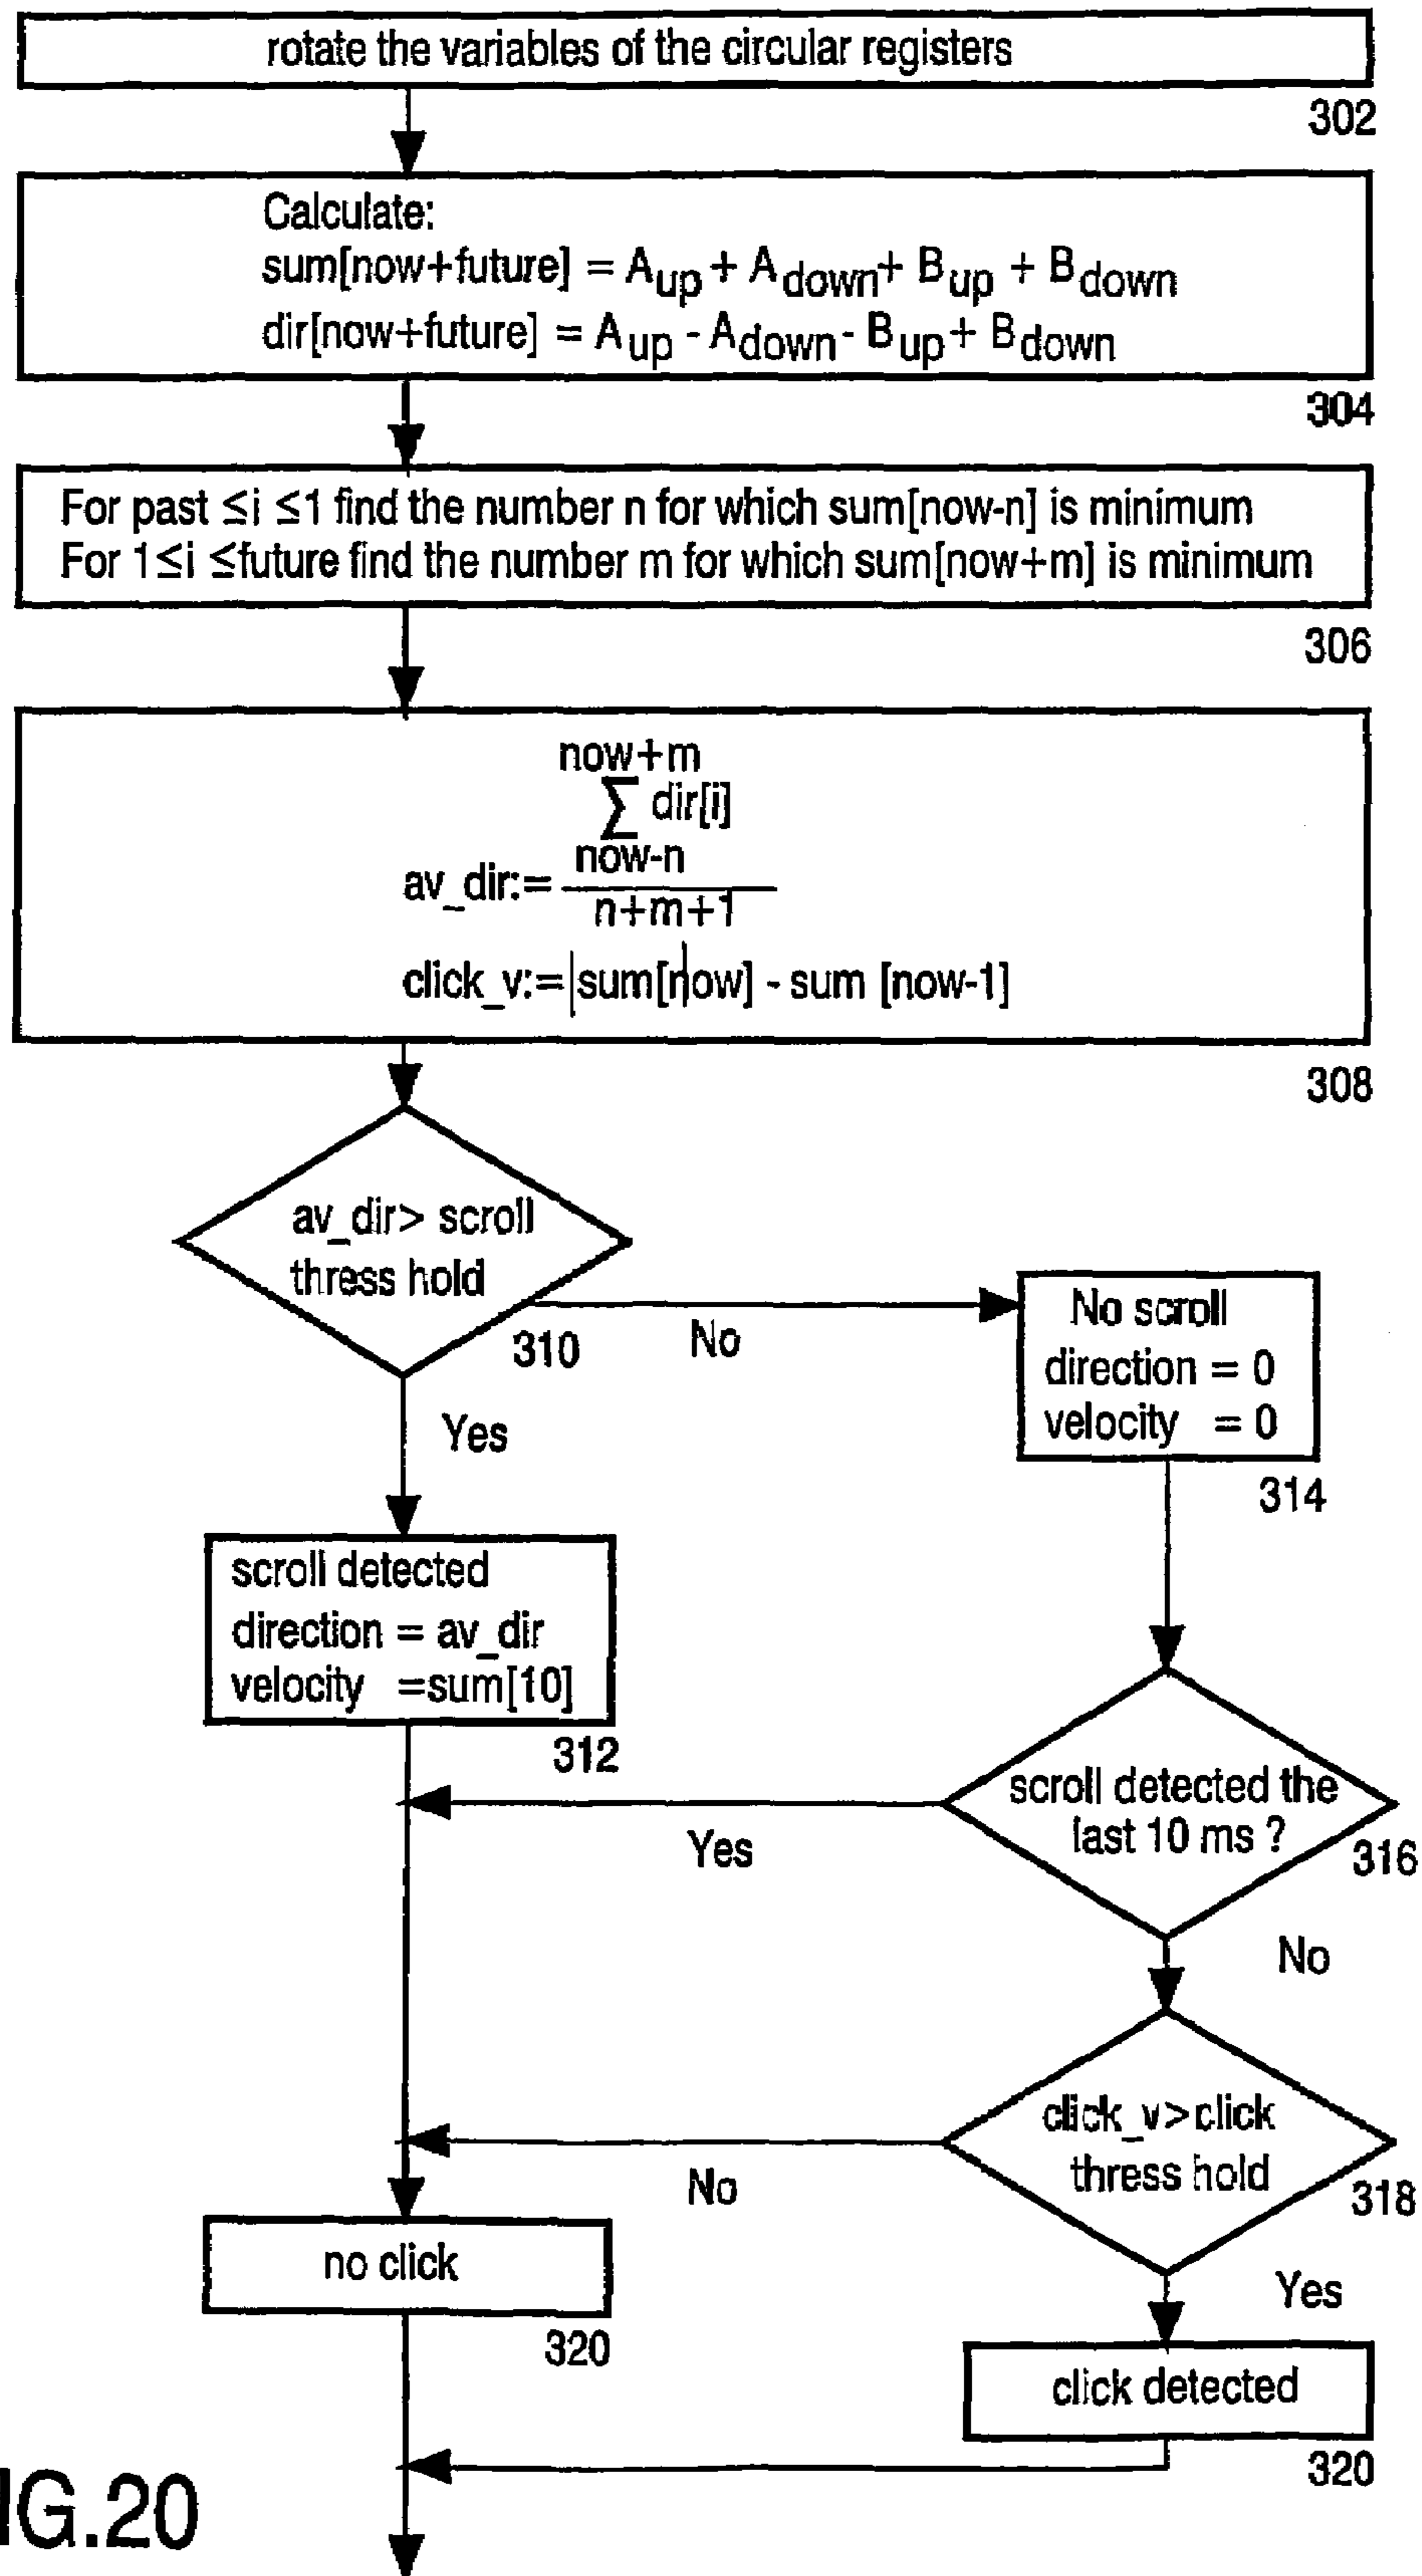 rotate the variables of the circular registers
302
Calculate:
sum[now+future] = Aup + Adown+ Bup + Bdown
dir[now+future] = Aup - Adown- Bup+ Bdown
304
For past ≤i ≤1 find the number n for which sum[now-n] is minimum
For 1≤i ≤future find the number m for which sum[now+m] is minimum
306
now+m
∑ dir[i]
now-n
av_dir:=
n+m+1
click_v:=|sum[now] - sum [now-1]
308
av_dir> scroll
thress hold
310
No
Yes
No scroll
direction = 0
velocity = 0
314
scroll detected
direction = av_dir
velocity =sum[10]
312
scroll detected the
last 10 ms ?
316
Yes
No
click_v>click
thress hold
318
No
Yes
no click
320
click detected
320
IG.20